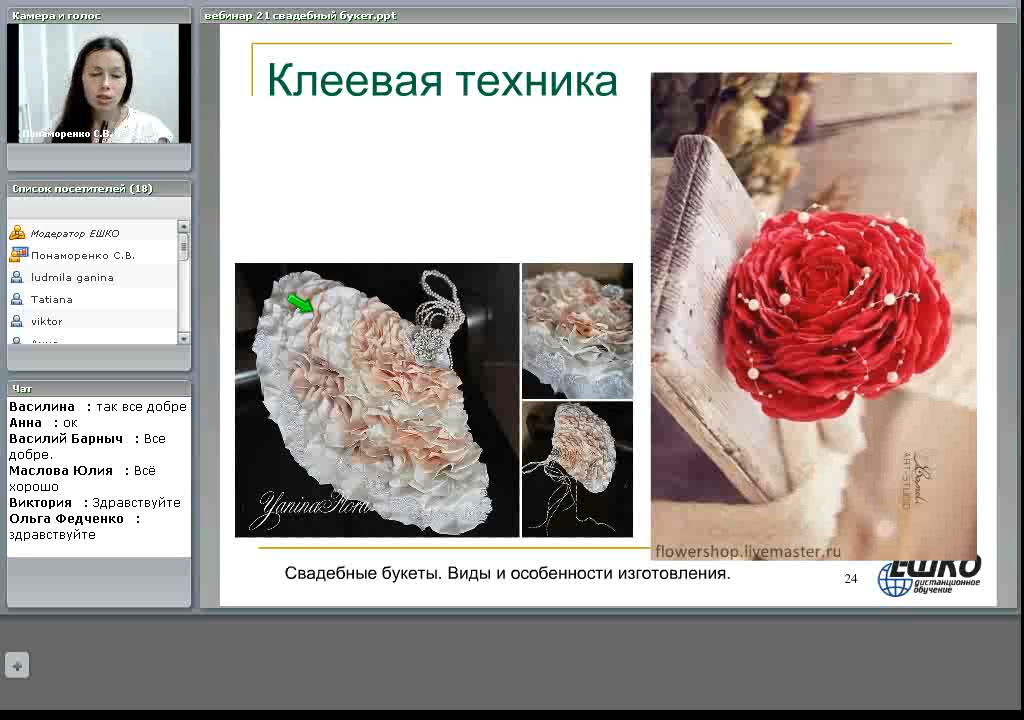 Камера и голос
Понаморенко С.В.
Список посетителей (18)
Модератор ЕШКО
Понаморенко С.В.
ludmila ganina
Tatiana
viktor
Чат
Василина : так все добре
Анна : ок
Василий Барныч : Все
добре.
Маслова Юлия : Всё
хорошо
Виктория : Здравствуйте
Ольга Федченко :
здравствуйте
вебинар 21 свадебный букет.ppt
Клеевая техника
YaninaFlora
ART-STUDIO
flowershop.livemaster.ru
Свадебные букеты. Виды и особенности изготовления.
24
ЕШКО
дистанционное
обучение